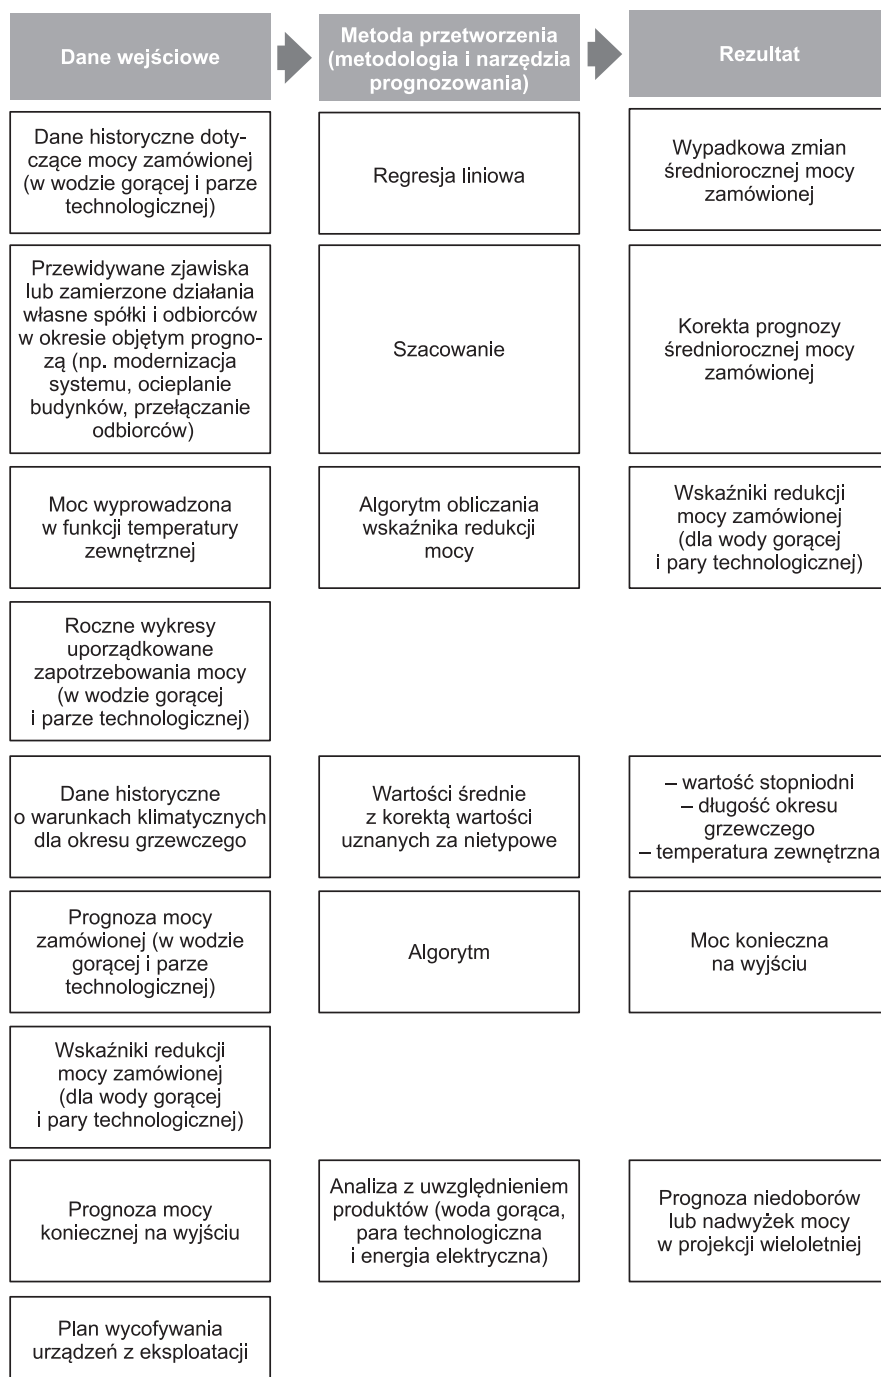 Dane wejściowe
Metoda przetworzenia
(metodologia i narzędzia
prognozowania)
Rezultat
Dane historyczne doty-
czące mocy zamówionej
(w wodzie gorącej i parze
technologicznej)
Regresja liniowa
Wypadkowa zmian
średniorocznej mocy
zamówionej
Przewidywane zjawiska
lub zamierzone działania
własne spółki i odbiorców
w okresie objętym progno-
zą (np. modernizacja
systemu, ocieplanie
budynków, przełączanie
odbiorców)
Szacowanie
Korekta prognozy
średniorocznej mocy
zamówionej
Moc wyprowadzona
w funkcji temperatury
zewnętrznej
Algorytm obliczania
wskaźnika redukcji
mocy
Wskaźniki redukcji
mocy zamówionej
(dla wody gorącej
i pary technologicznej)
Roczne wykresy
uporządkowane
zapotrzebowania mocy
(w wodzie gorącej
i parze technologicznej)
Dane historyczne
o warunkach klimatycznych
dla okresu grzewczego
Wartości średnie
z korektą wartości
uznanych za nietypowe
– wartość stopniodni
– długość okresu
grzewczego
– temperatura zewnętrzna
Prognoza mocy
zamówionej (w wodzie
gorącej i parze
technologicznej)
Algorytm
Moc konieczna
na wyjściu
Wskaźniki redukcji
mocy zamówionej
(dla wody gorącej
i pary technologicznej)
Prognoza mocy
koniecznej na wyjściu
Analiza z uwzględnieniem
produktów (woda gorąca,
para technologiczna
i energia elektryczna)
Prognoza niedoborów
lub nadwyżek mocy
w projekcji wieloletniej
Plan wycofywania
urządzeń z eksploatacji